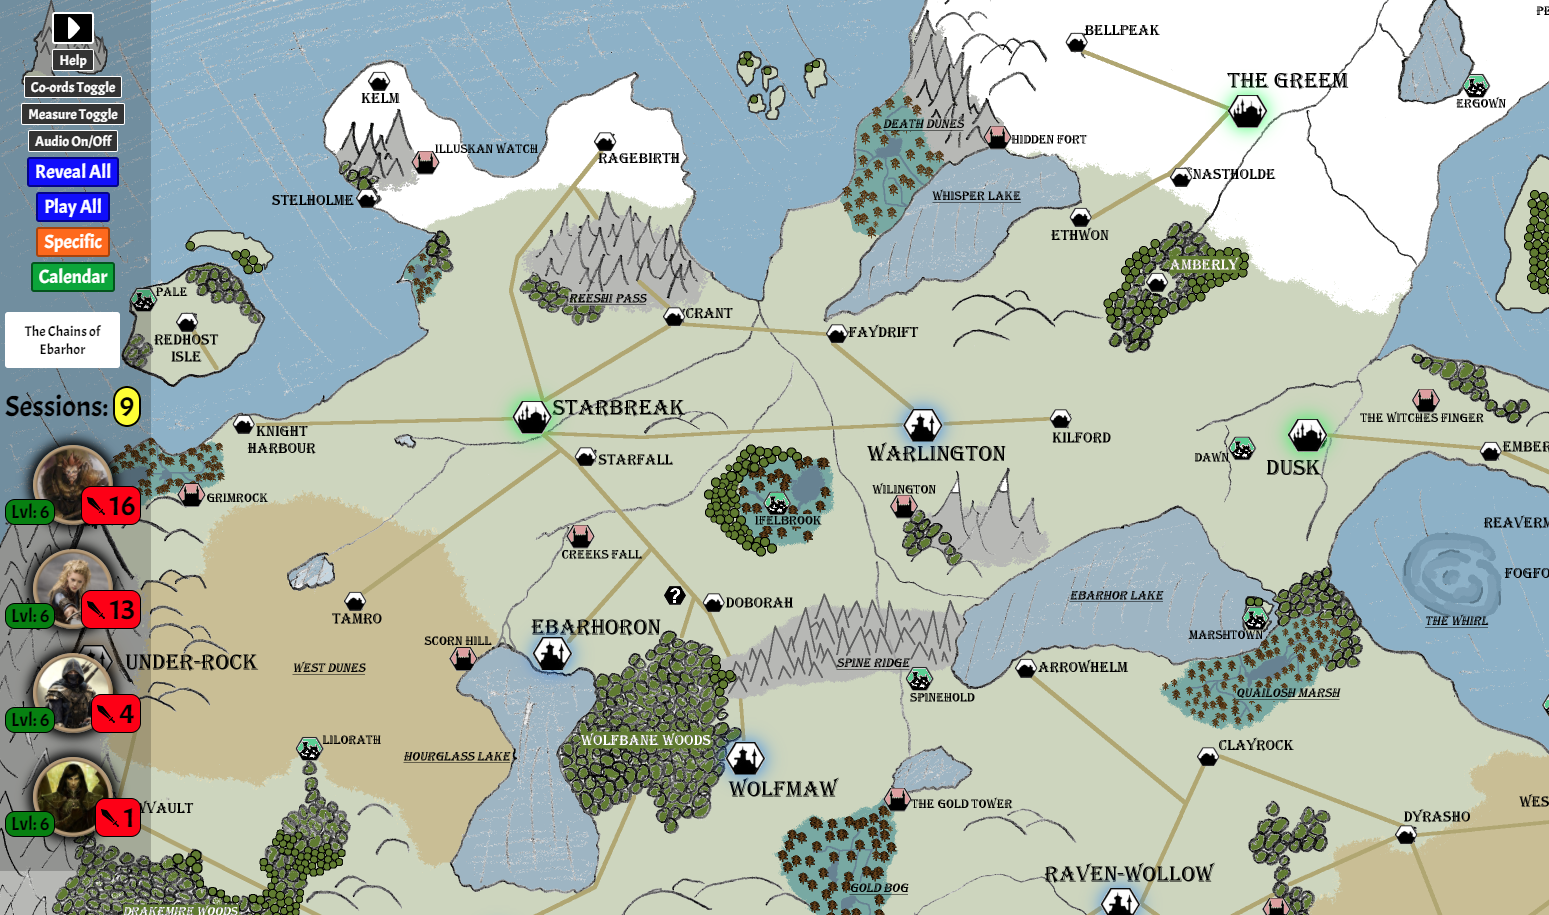 Help
Co-ords Toggle
Measure Toggle
Audio On/Off
Reveal All
Play All
Specific
Calendar
The Chains of
Ebarhor
Sessions: 9
Lvl: 6
16
Lvl: 6
13
Lvl: 6
4
Lvl: 6
1
BELLPEAK
THE GREEM
ERGOWN
KELM
ILLUSKAN WATCH
RAGEBIRTH
STELHOLME
DEATH DUNES
HIDDEN FORT
WHISPER LAKE
NASTHOLDE
ETHWON
AMBERLY
PALE
REDHOST
ISLE
REESHI PASS
CRANT
FAYDRIFT
STARBREAK
KNIGHT
HARBOUR
STARFALL
WARLINGTON
KILFORD
THE WITCHES FINGER
DAWN
DUSK
EMBER
GRIMROCK
WILINGTON
IFELBROOK
REAVERM
CREEKS FALL
FOGFO
TAMRO
?
DOBORAH
EBARHOR LAKE
THE WHIRL
MARSHTOWN
EBARHORON
SCORN HILL
UNDER-ROCK
WEST DUNES
SPINE RIDGE
ARROWHELM
SPINEHOLD
QUAILOSH MARSH
LILORATH
HOURGLASS LAKE
WOLFBANE WOODS
CLAYROCK
WOLFMAW
THE GOLD TOWER
VAULT
WES
DYRASHO
RAVEN-WOLLOW
GOLD BOG
DRAKEMIRE WOODS